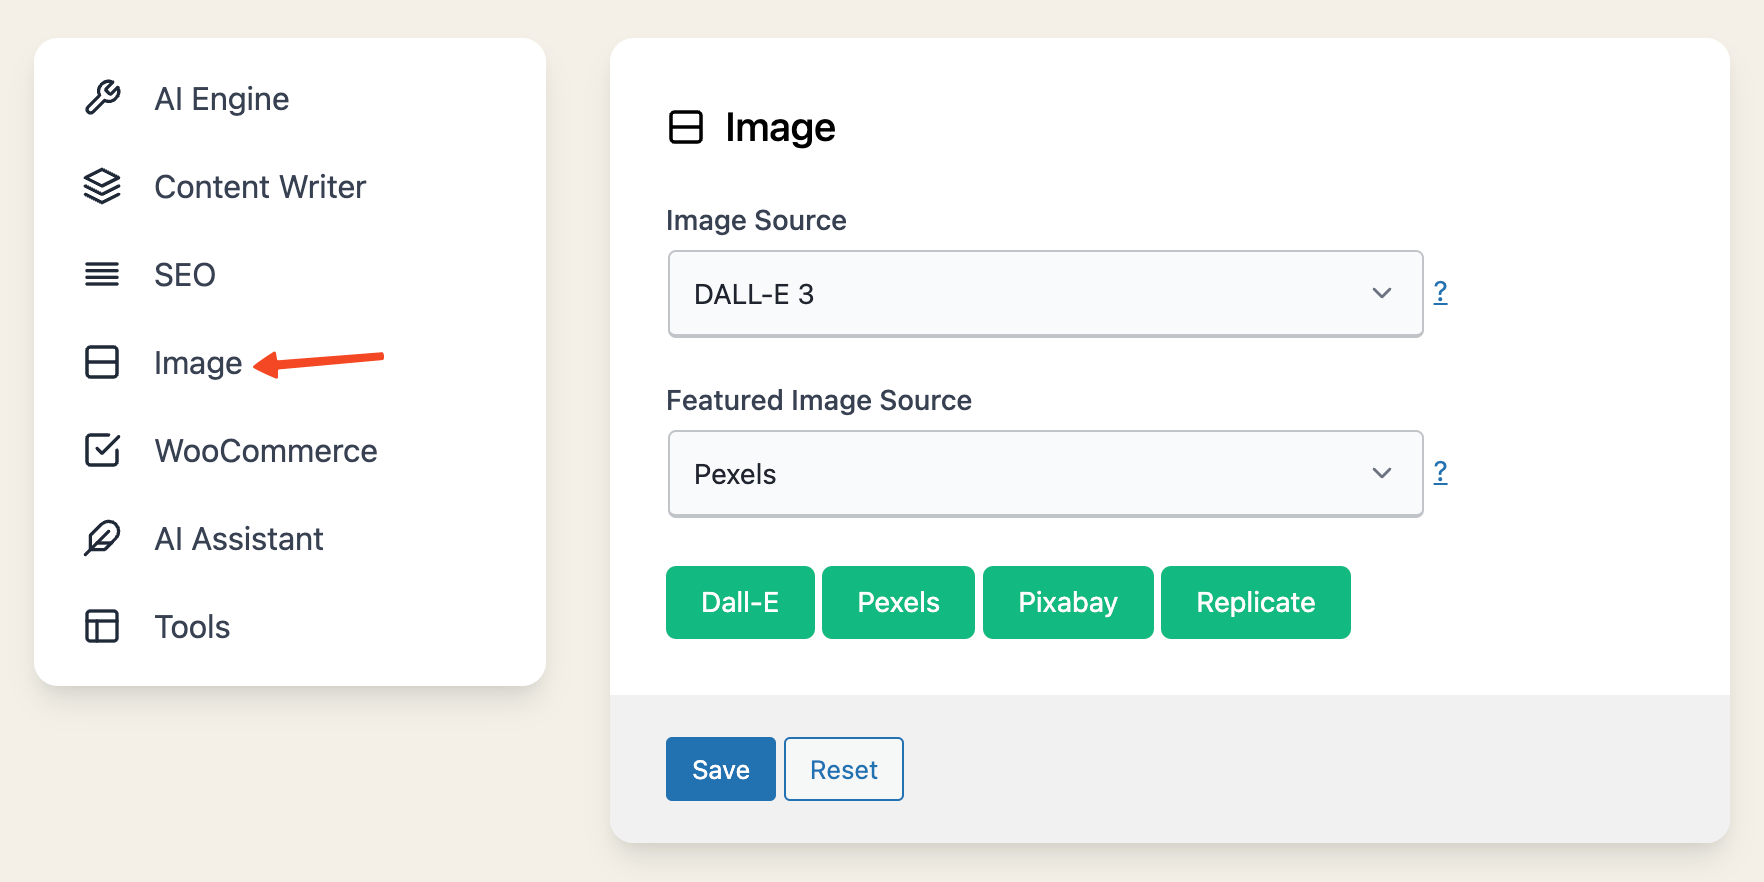 AI Engine
Content Writer
SEO
Image
WooCommerce
AI Assistant
Tools
Image
Image Source
DALL-E 3
?
Featured Image Source
Pexels
?
Dall-E Pexels Pixabay Replicate
Save Reset